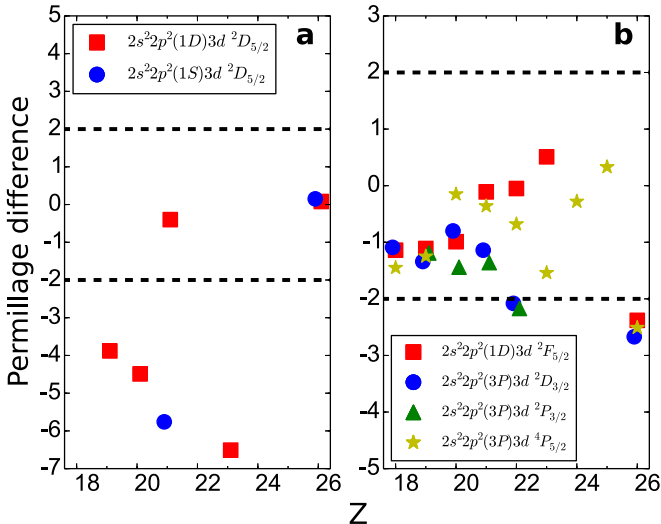 Permillage difference
5
4
3
2
1
0
-1
-2
-3
-4
-5
-6
-7
18 20 22 24 26
a
2s²2p²(1D)3d ²D₅/₂
2s²2p²(1S)3d ²D₅/₂
3
2
1
0
-1
-2
-3
-4
-5
18 20 22 24 26
b
2s²2p²(1D)3d ²F₅/₂
2s²2p²(3P)3d ²D₃/₂
2s²2p²(3P)3d ²P₃/₂
2s²2p²(3P)3d ⁴P₅/₂
Z